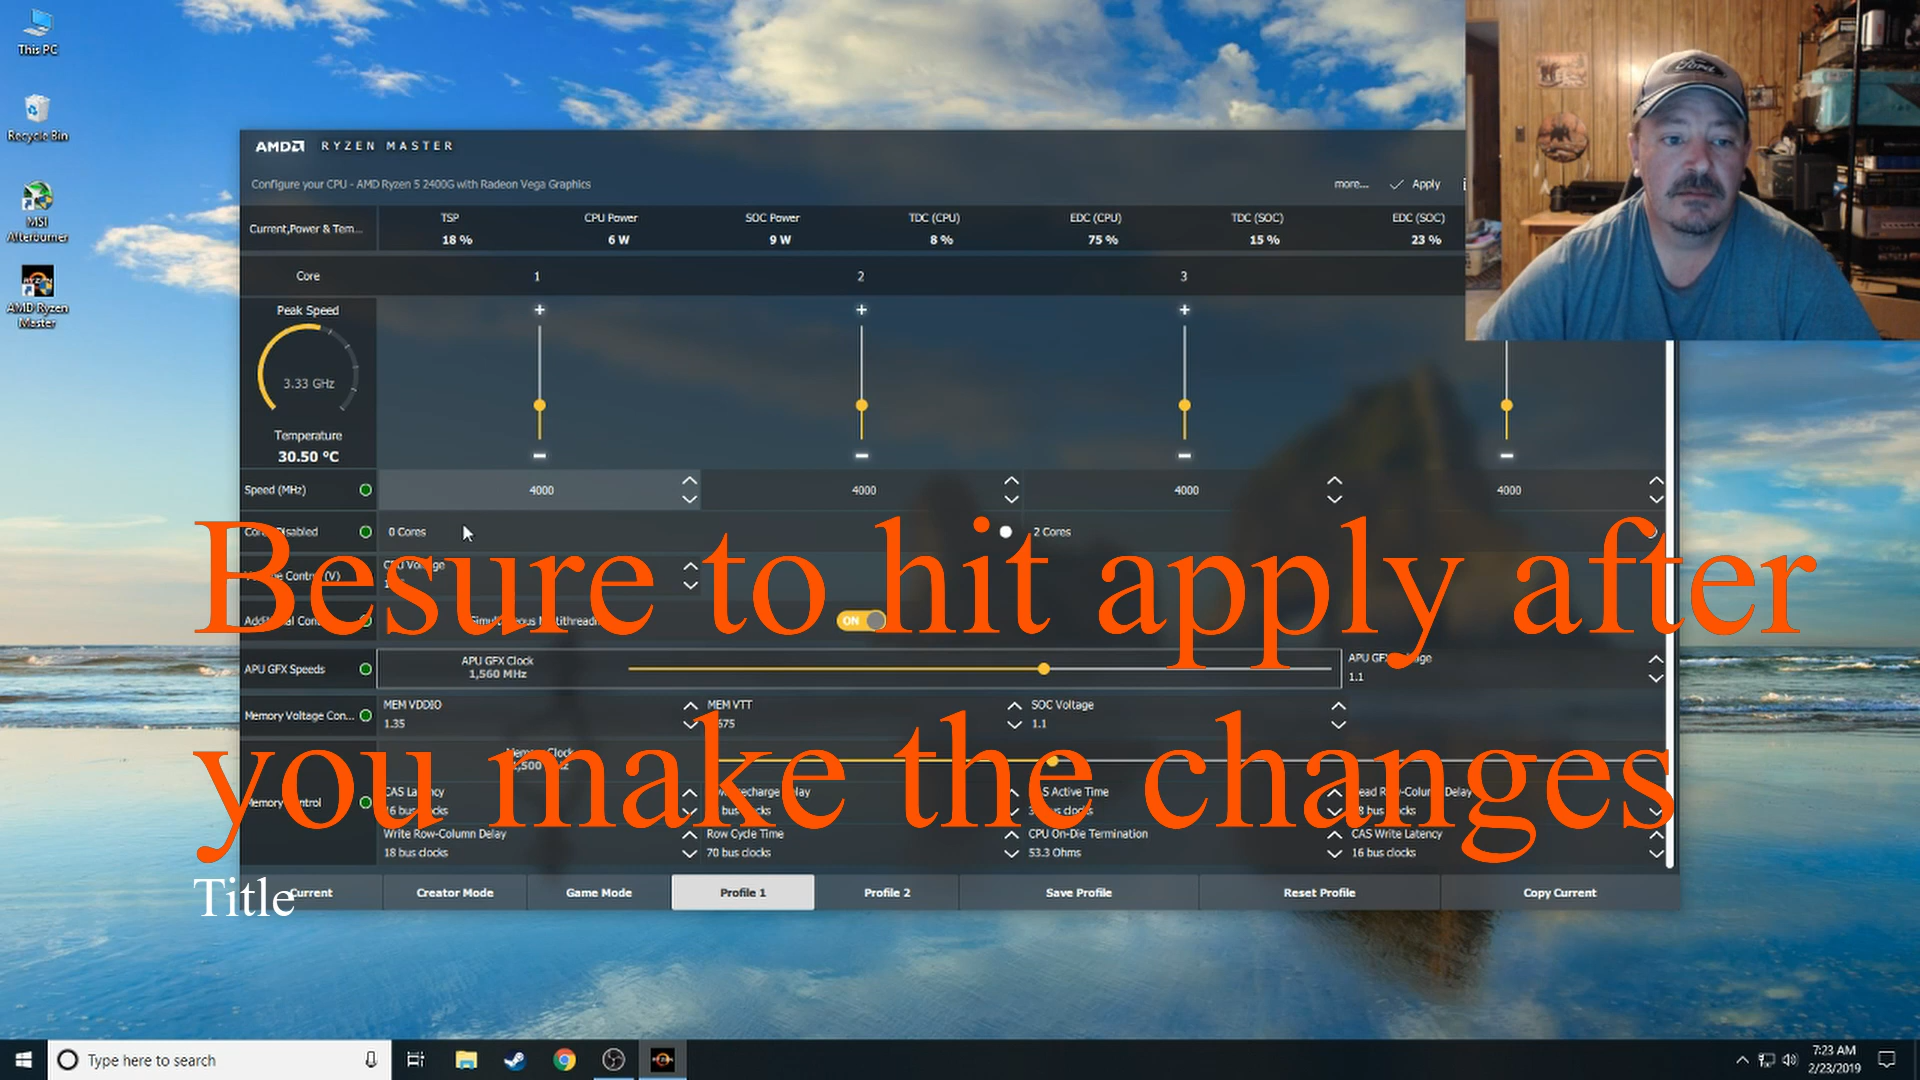 This PC
Recycle Bin
MSI
Afterburner
AMD Ryzen
Master
AMD RYZEN MASTER
Configure your CPU - AMD Ryzen 5 2400G with Radeon Vega Graphics
more... Apply
Current,Power & Tem...
TSP CPU Power SOC Power TDC (CPU) EDC (CPU) TDC (SOC) EDC (SOC)
18 % 6 W 9 W 8 % 75 % 15 % 23 %
Core 1 2 3
Peak Speed
3.33 GHz
Temperature
30.50 °C
Speed (MHz) 4000 4000 4000 4000
0 Cores 2 Cores
Besure to hit apply after
you make the changes
ON
APU GFX Speeds
APU GFX Clock
1,560 MHz
1.1
Memory Voltage Con...
MEM VDDIO MEM VTT SOC Voltage
1.35 1.1
CAS Active Time
Write Row-Column Delay Row Cycle Time CPU On-Die Termination CAS Write Latency
18 bus clocks 70 bus clocks 53.3 Ohms 16 bus clocks
Title
Current Creator Mode Game Mode Profile 1 Profile 2 Save Profile Reset Profile Copy Current
Ford
Type here to search
7:23 AM
2/23/2019